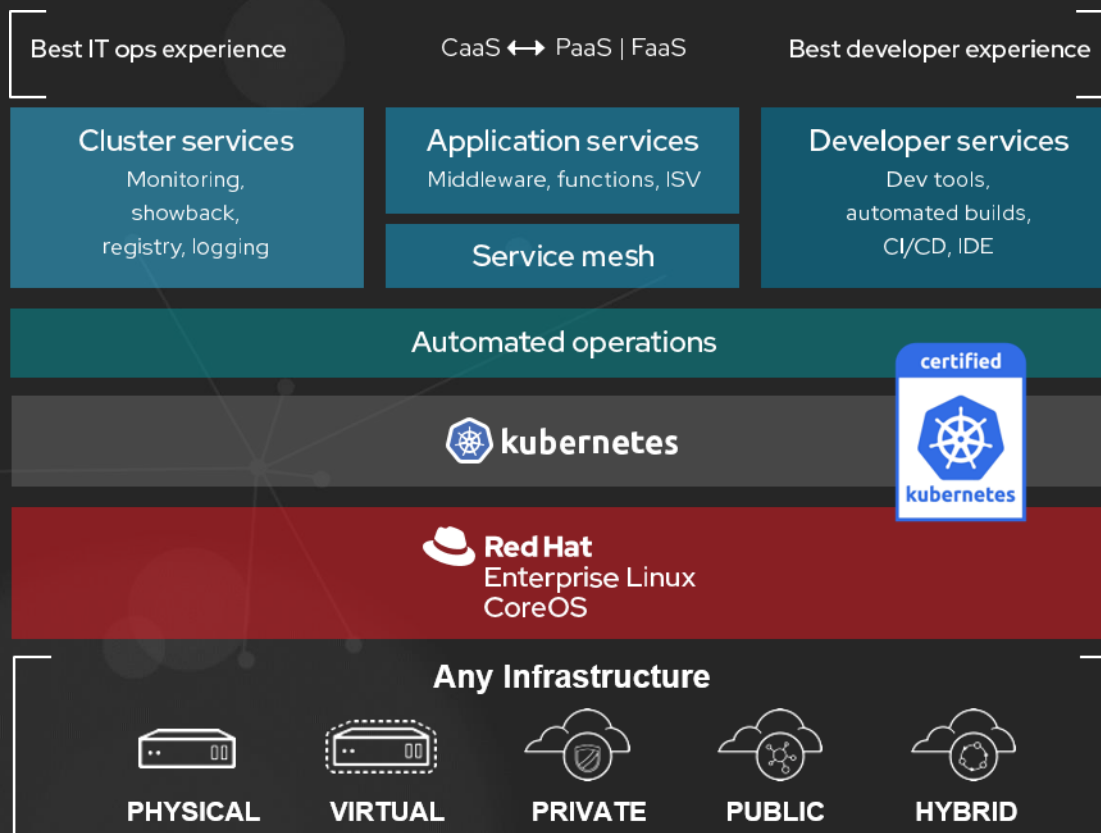 Best IT ops experience
CaaS ↔ PaaS | FaaS
Best developer experience
Cluster services
Monitoring,
showback,
registry, logging
Application services
Middleware, functions, ISV
Service mesh
Developer services
Dev tools,
automated builds,
CI/CD, IDE
Automated operations
certified
kubernetes
kubernetes
Red Hat
Enterprise Linux
CoreOS
Any Infrastructure
PHYSICAL
VIRTUAL
PRIVATE
PUBLIC
HYBRID